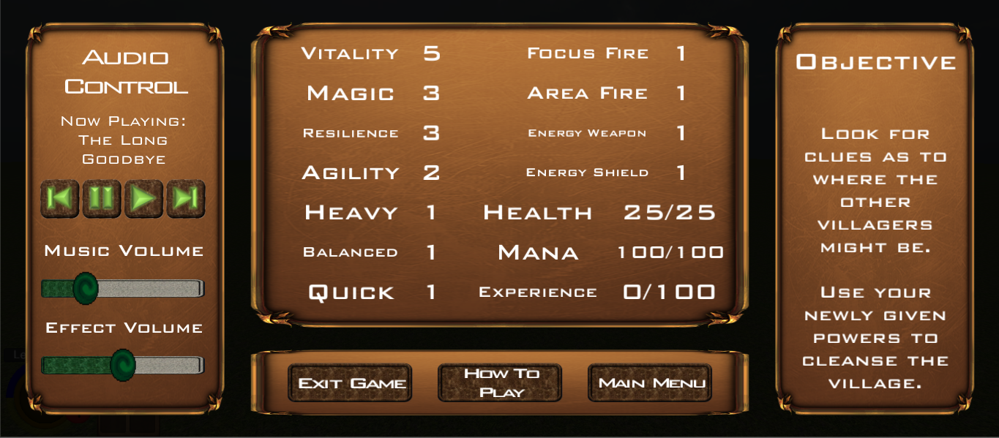 Audio
Control
Now Playing:
The Long
Goodbye
Music Volume
Effect Volume
Vitality 5 Focus Fire 1
Magic 3 Area Fire 1
Resilience 3 Energy Weapon 1
Agility 2 Energy Shield 1
Heavy 1 Health 25/25
Balanced 1 Mana 100/100
Quick 1 Experience 0/100
Exit Game
How To
Play
Main Menu
Objective
Look for
clues as to
where the
other
villagers
might be.
Use your
newly given
powers to
cleanse the
village.